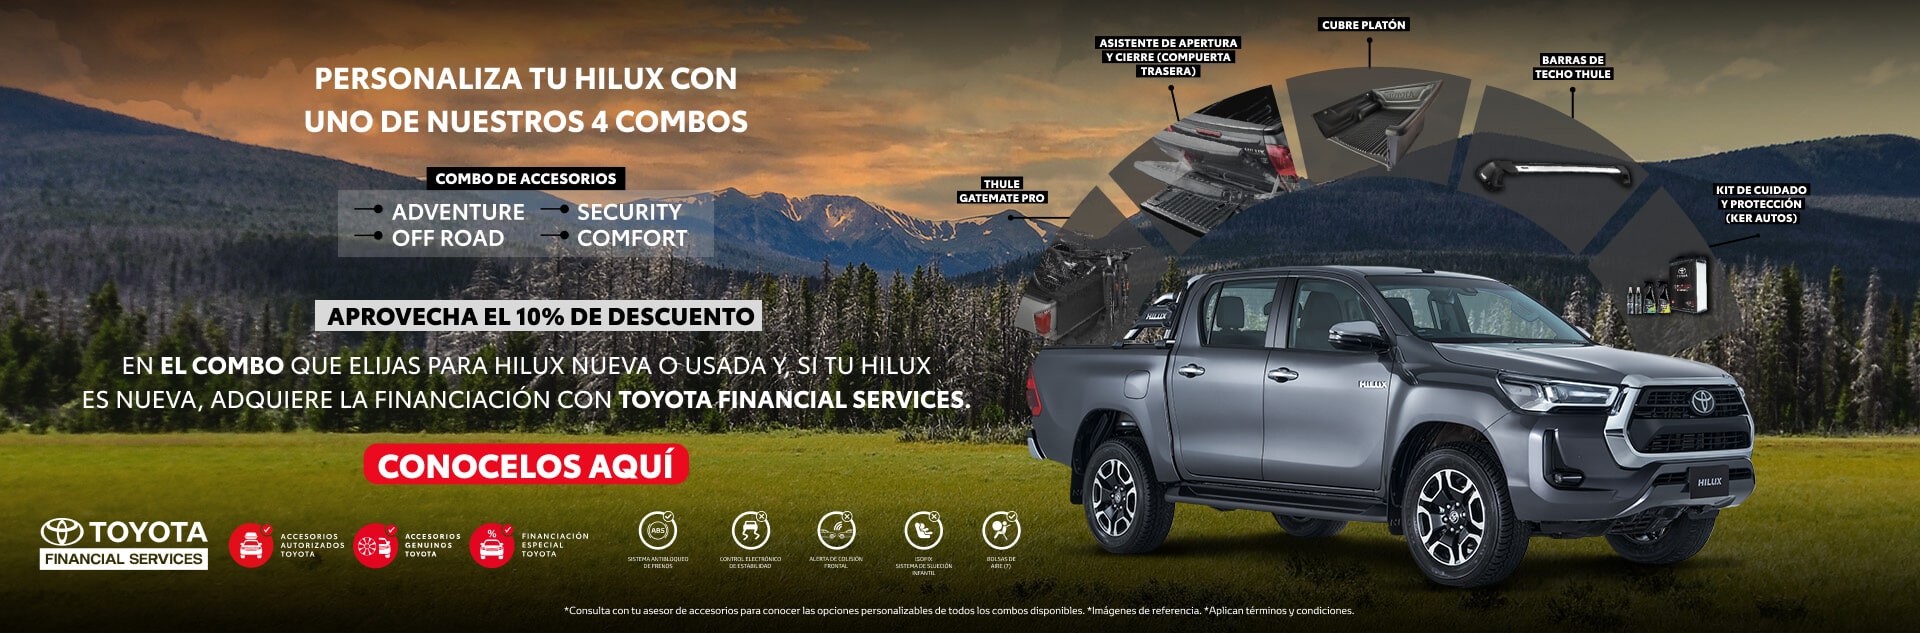 PERSONALIZA TU HILUX CON
UNO DE NUESTROS 4 COMBOS
COMBO DE ACCESORIOS
ADVENTURE
SECURITY
OFF ROAD
COMFORT
APROVECHA EL 10% DE DESCUENTO
EN EL COMBO QUE ELIJAS PARA HILUX NUEVA O USADA Y, SI TU HILUX
ES NUEVA, ADQUIERE LA FINANCIACIÓN CON TOYOTA FINANCIAL SERVICES.
CONOCELOS AQUÍ
THULE
GATEMATE PRO
ASISTENTE DE APERTURA
Y CIERRE (COMPUERTA
TRASERA)
CUBRE PLATÓN
BARRAS DE
TECHO THULE
KIT DE CUIDADO
Y PROTECCIÓN
(KER AUTOS)
HILUX
HILUX
HILUX
HILUX
TOYOTA
TOYOTA
FINANCIAL SERVICES
ACCESORIOS
AUTORIZADOS
TOYOTA
ACCESORIOS
GENUINOS
TOYOTA
%
FINANCIACIÓN
ESPECIAL
TOYOTA
ABS
SISTEMA ANTIBLOQUEO
DE FRENOS
CONTROL ELECTRÓNICO
DE ESTABILIDAD
ALERTA DE COLISIÓN
FRONTAL
ISOFIX
SISTEMA DE SUJECIÓN
INFANTIL
BOLSAS DE
AIRE (7)
*Consulta con tu asesor de accesorios para conocer las opciones personalizables de todos los combos disponibles. *Imágenes de referencia. *Aplican términos y condiciones.